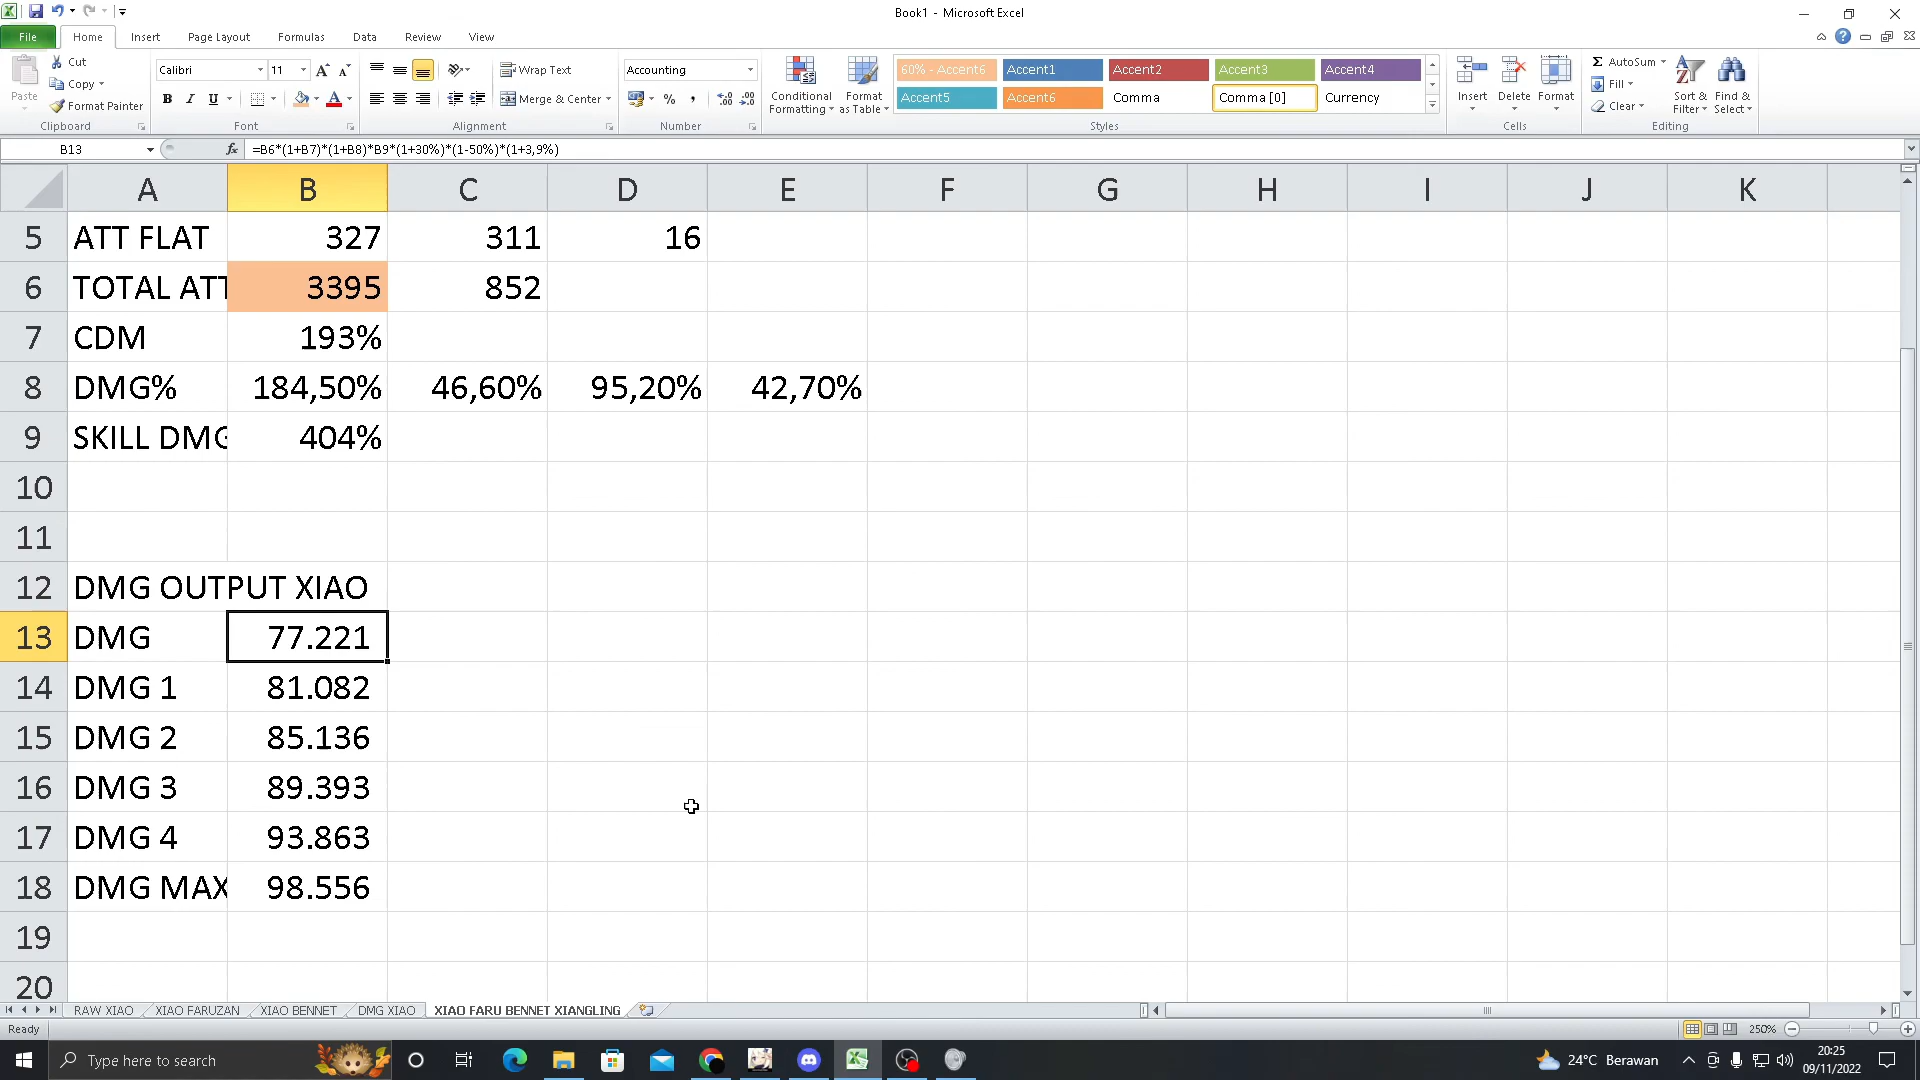 Book1 - Microsoft Excel
File Home Insert Page Layout Formulas Data Review View
Paste Cut Copy Format Painter
Calibri 11
Wrap Text
Merge & Center
Accounting
Conditional Formatting
Format as Table
60% - Accent6 Accent1 Accent2 Accent3 Accent4
Accent5 Accent6 Comma Comma [0] Currency
Insert Delete Format
AutoSum Fill Clear
Sort & Filter
Find & Select
Clipboard Font Alignment Number Styles Cells Editing
B13 fx =B6*(1+B7)*(1+B8)*B9*(1+30%)*(1-50%)*(1+3,9%)
A B C D E F G H I J K
5 ATT FLAT 327 311 16
6 TOTAL ATT 3395 852
7 CDM 193%
8 DMG% 184,50% 46,60% 95,20% 42,70%
9 SKILL DMG 404%
10
11
12 DMG OUTPUT XIAO
13 DMG 77.221
14 DMG 1 81.082
15 DMG 2 85.136
16 DMG 3 89.393
17 DMG 4 93.863
18 DMG MAX 98.556
19
20
RAW XIAO XIAO FARUZAN XIAO BENNET DMG XIAO XIAO FARU BENNET XIANGLING
Ready 250%
Type here to search 24°C Berawan 20:25
09/11/2022